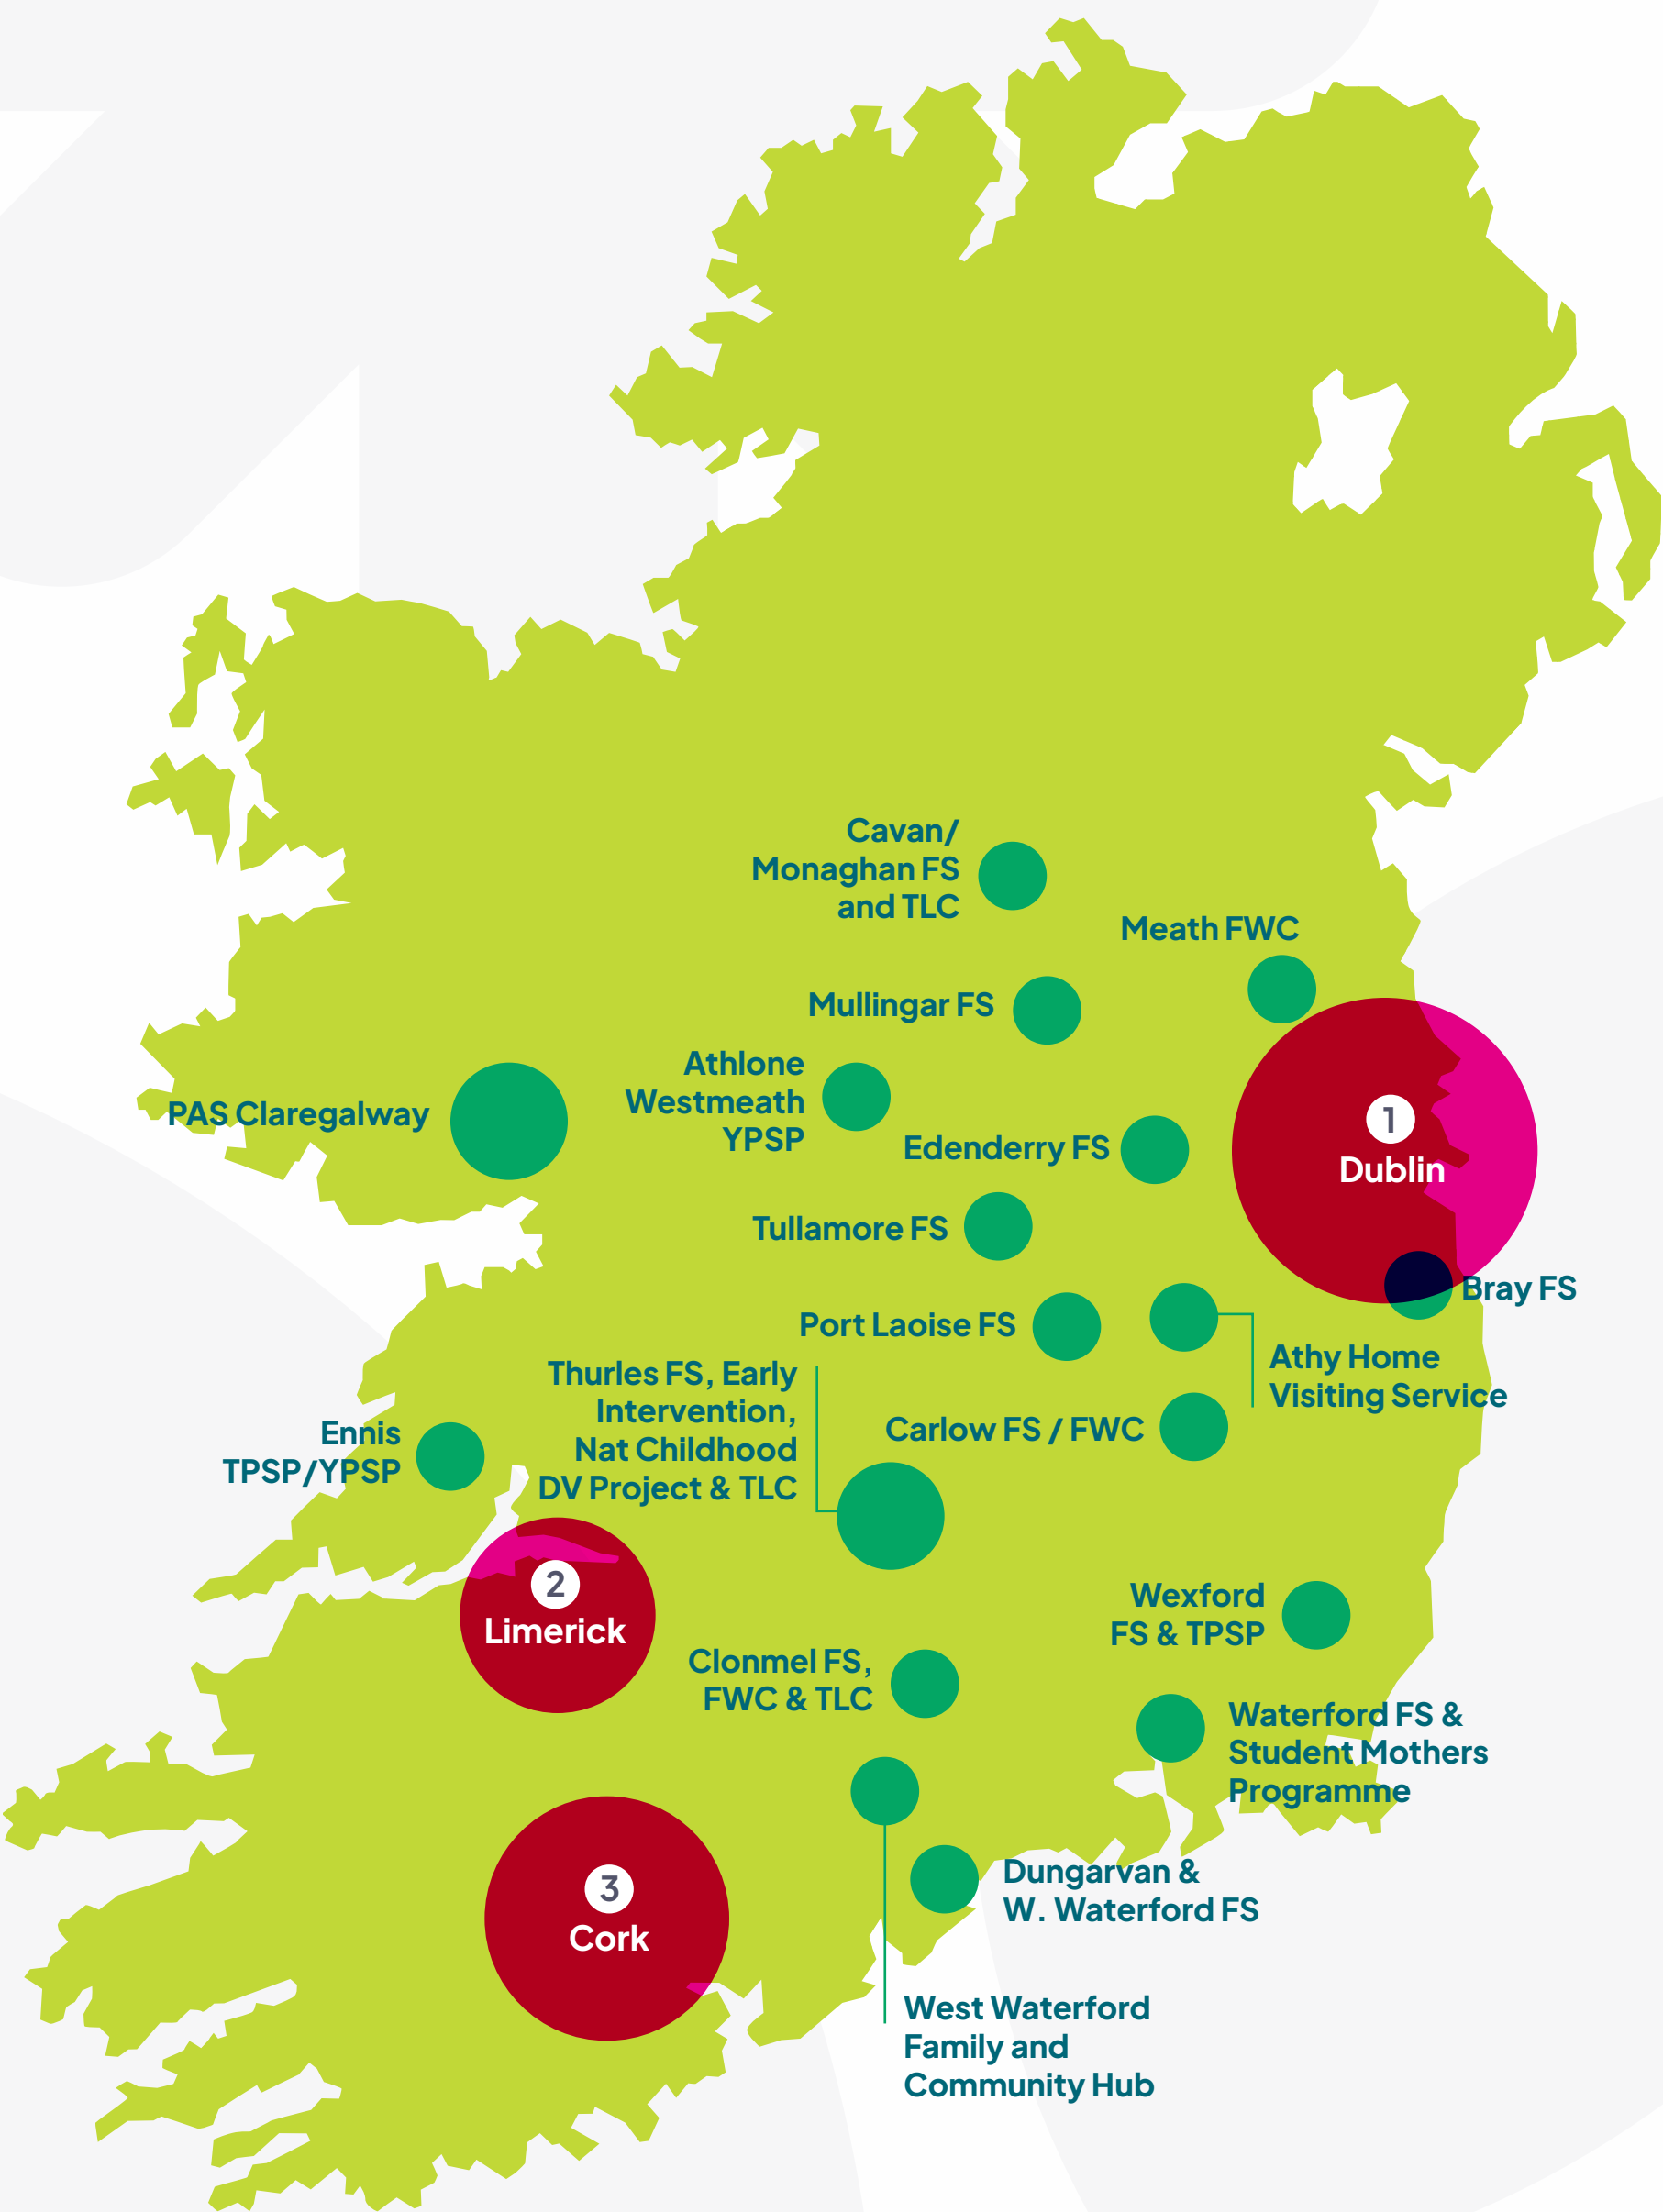 Cavan/
Monaghan FS
and TLC
Meath FWC
Mullingar FS
Athlone
Westmeath
YPSP
PAS Claregalway
Edenderry FS
1
Dublin
Tullamore FS
Bray FS
Port Laoise FS
Athy Home
Visiting Service
Thurles FS, Early
Intervention,
Nat Childhood
DV Project & TLC
Carlow FS / FWC
Ennis
TPSP/YPSP
2
Limerick
Wexford
FS & TPSP
Clonmel FS,
FWC & TLC
Waterford FS &
Student Mothers
Programme
3
Cork
Dungarvan &
W. Waterford FS
West Waterford
Family and
Community Hub